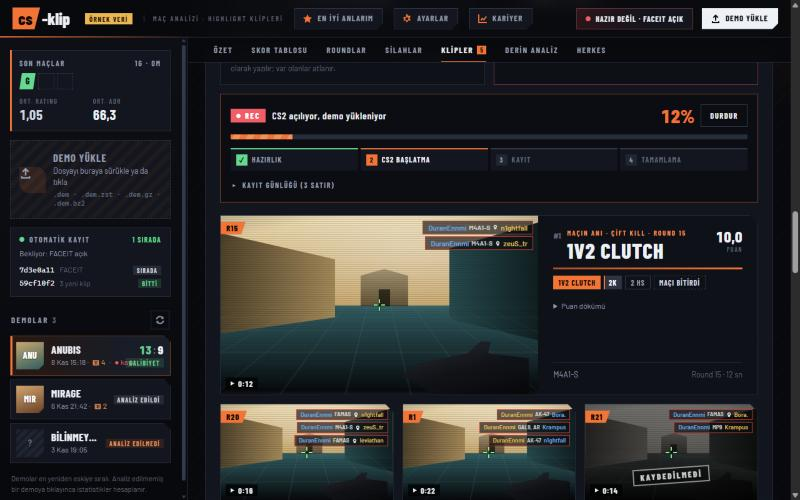 CS -klip
ÖRNEK VERİ
MAÇ ANALİZİ · HIGHLIGHT KLİPLERİ
EN İYİ ANLARIM
AYARLAR
KARİYER
HAZIR DEĞİL · FACEIT AÇIK
DEMO YÜKLE
ÖZET
SKOR TABLOSU
ROUNDLAR
SİLAHLAR
KLİPLER 5
DERİN ANALİZ
HERKES
SON MAÇLAR
1G · 0M
G
ORT. RATING
ORT. ADR
1,05
66,3
DEMO YÜKLE
Dosyayı buraya sürükle ya da
tıkla
.dem · .dem.zst · .dem.gz ·
.dem.bz2
OTOMATİK KAYIT
1 SIRADA
Bekliyor: FACEIT açık
7d3e0a11 FACEIT
SIRADA
59cf10f2 3 yeni klip
BİTTİ
DEMOLAR 3
ANU
ANUBIS
13:9
8 Kas 15:18 · 4 ·
GALİBİYET
MIR
MIRAGE
6 Kas 21:42 · 2
ANALİZ EDİLDİ
?
BİLİNMEY...
3 Kas 19:05
ANALİZ EDİLMEDİ
Demolar en yeniden eskiye sıralı. Analiz edilmemiş
bir demoya tıklayınca istatistikler hesaplanır.
olarak yazılır; var olanlar atlanır.
REC
CS2 açılıyor, demo yükleniyor
12%
DURDUR
✓ HAZIRLIK
2 CS2 BAŞLATMA
3 KAYIT
4 TAMAMLAMA
KAYIT GÜNLÜĞÜ (3 SATIR)
R15
DuranEnnmi M4A1-S n1ghtfall
DuranEnnmi M4A1-S zeuS_tr
0:12
#1
MAÇIN ANI · ÇİFT KILL · ROUND 15
1V2 CLUTCH
10,0
PUAN
1V2 CLUTCH
2K
2 HS
MAÇI BİTİRDİ
Puan dökümü
M4A1-S
Round 15 · 12 sn
R20
DuranEnnmi FAMAS n1ghtfall
DuranEnnmi M4A1-S zeuS_tr
DuranEnnmi FAMAS leviathan
0:16
R1
DuranEnnmi AK-47 Bora.
DuranEnnmi GALIL AR Krampus
DuranEnnmi AK-47 n1ghtfall
0:22
R21
DuranEnnmi FAMAS Bora.
DuranEnnmi MP9 Krampus
KAYDEDİLMEDİ
0:14